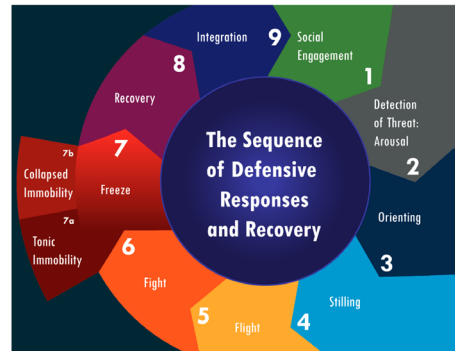 The Sequence
of Defensive
Responses
and Recovery
Social
Engagement
1
Detection
of Threat:
Arousal
2
Orienting
3
Stilling
4
Flight
5
Fight
6
Freeze
7
7a
Tonic
Immobility
7b
Collapsed
Immobility
Recovery
8
Integration
9